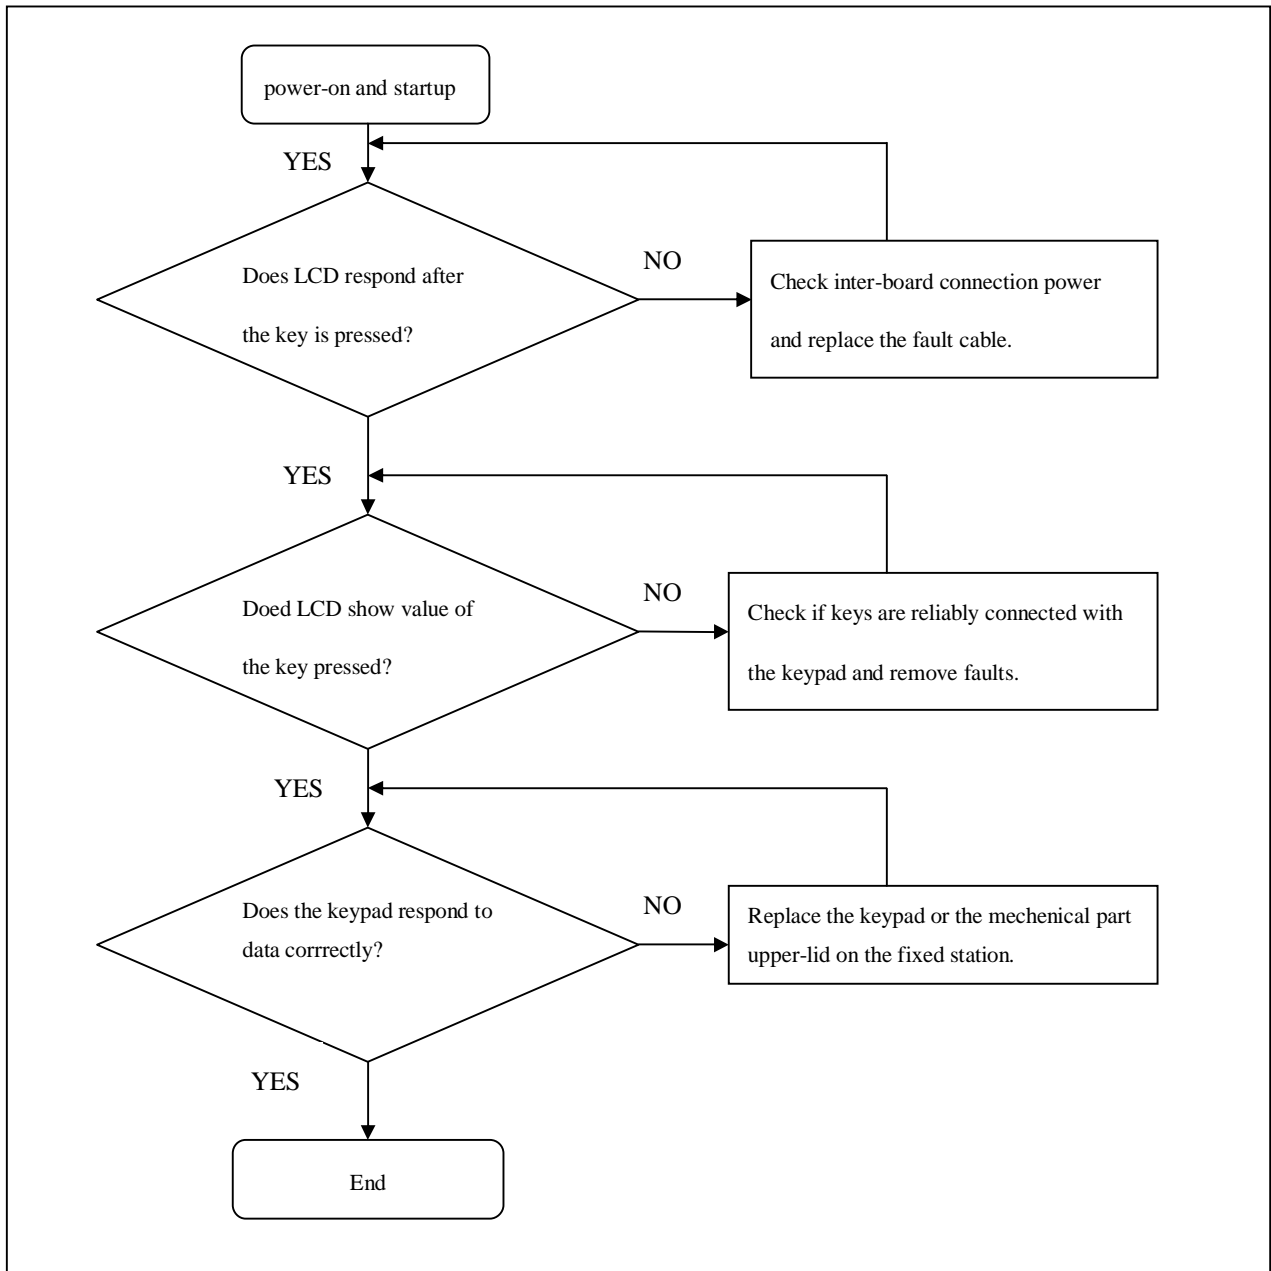 power-on and startup
YES
Does LCD respond after
the key is pressed?
NO
Check inter-board connection power
and replace the fault cable.
YES
Doed LCD show value of
the key pressed?
NO
Check if keys are reliably connected with
the keypad and remove faults.
YES
Does the keypad respond to
data corrrectly?
NO
Replace the keypad or the mechenical part
upper-lid on the fixed station.
YES
End